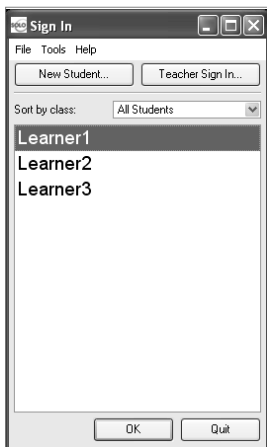 SOLO Sign In
File Tools Help
New Student... Teacher Sign In...
Sort by class: All Students
Learner1
Learner2
Learner3
OK Quit